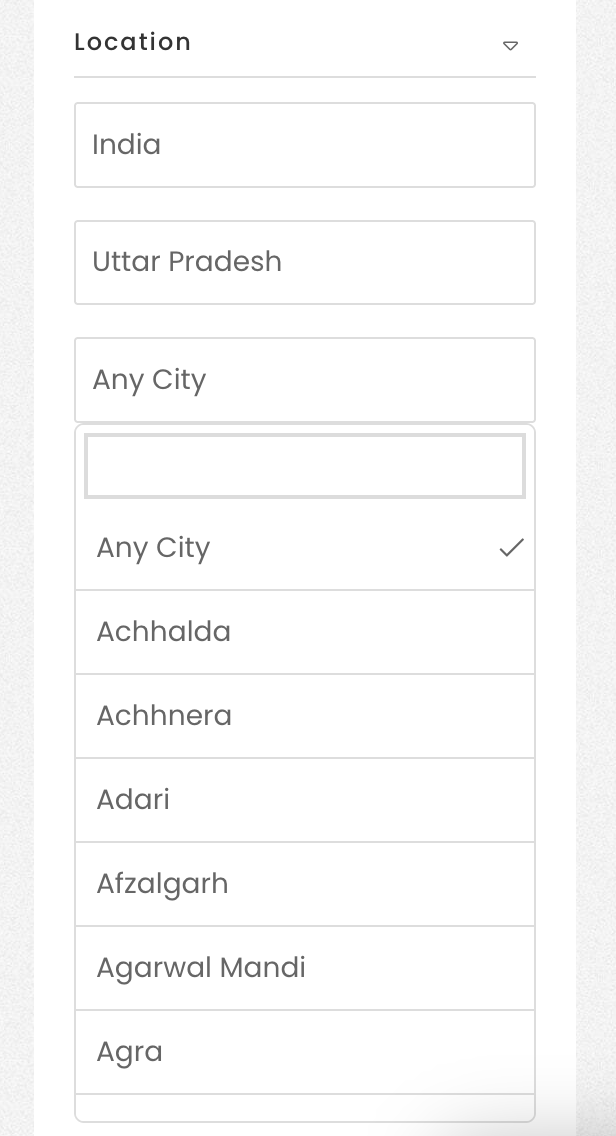 Location
India
Uttar Pradesh
Any City
Any City
Achhalda
Achhnera
Adari
Afzalgarh
Agarwal Mandi
Agra